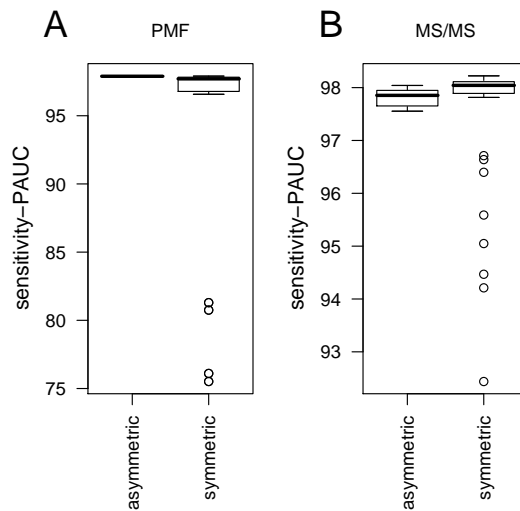 A
PMF
sensitivity−PAUC
95
90
85
80
75
asymmetric
symmetric
B
MS/MS
sensitivity−PAUC
98
97
96
95
94
93
asymmetric
symmetric